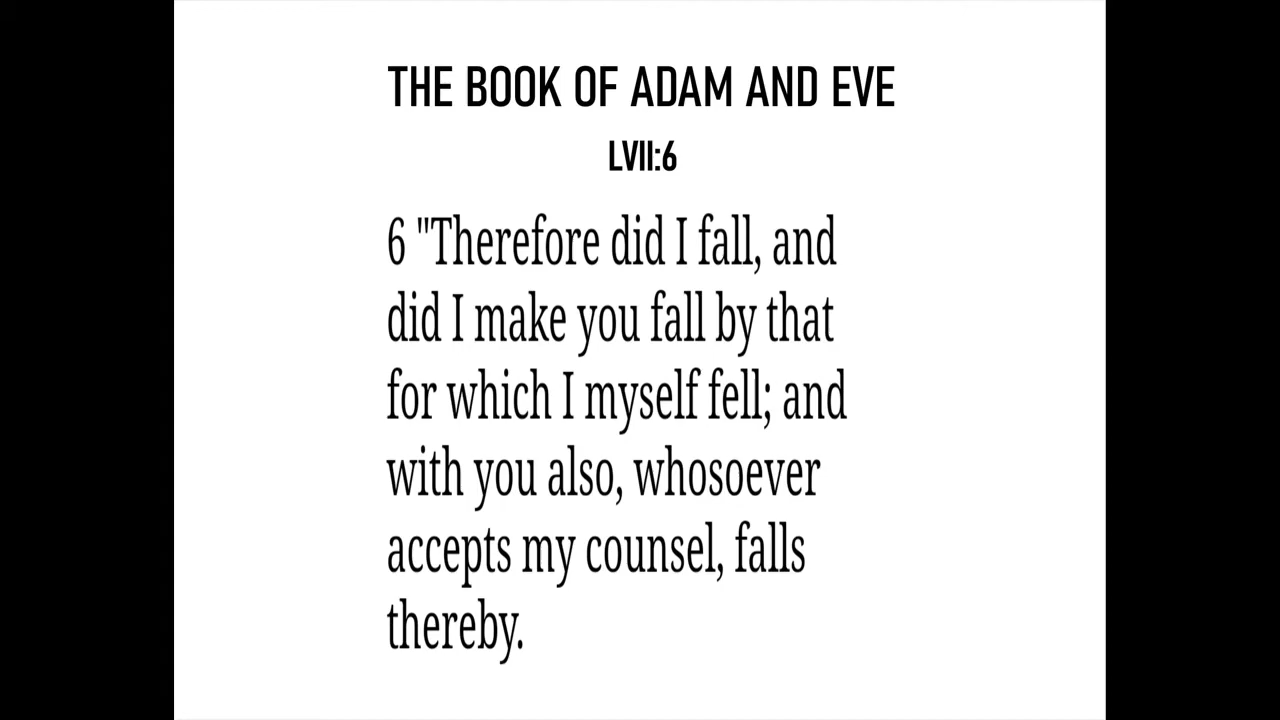 THE BOOK OF ADAM AND EVE
LVII:6
6 "Therefore did I fall, and
did I make you fall by that
for which I myself fell; and
with you also, whosoever
accepts my counsel, falls
thereby.